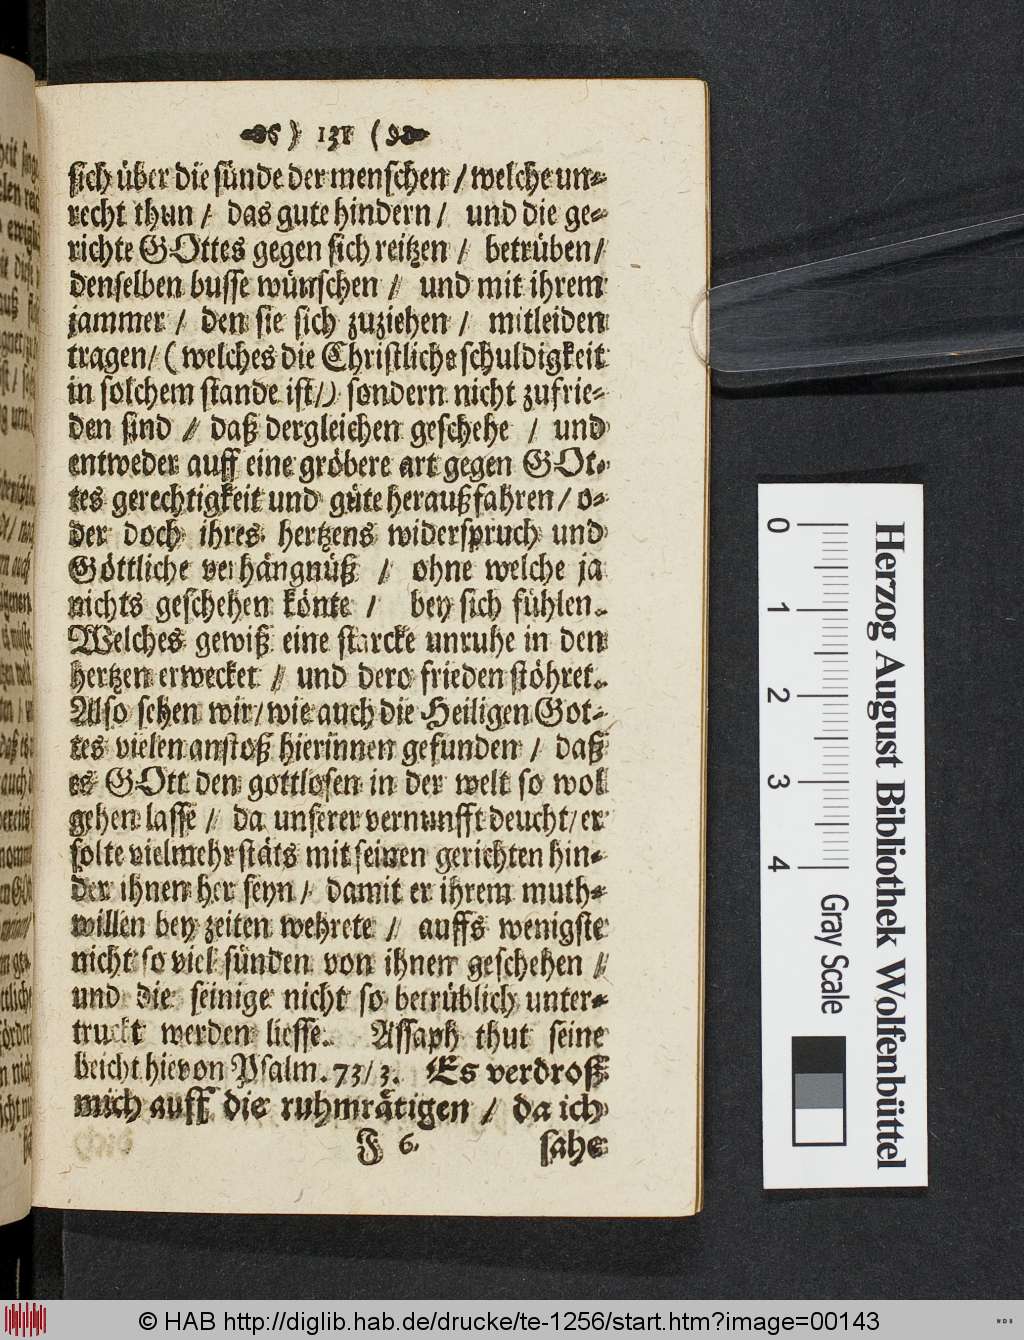 ) 131 (
sich über die sünde der menschen / welche un⸗
recht thun / das gute hindern / und die ge⸗
richte GOttes gegen sich reitzen / betrüben /
denselben busse wünschen / und mit ihrem
jammer / den sie sich zuziehen / mitleiden
tragen / ( welches die Christliche schuldigkeit
in solchem stande ist / ) sondern nicht zufrie⸗
den sind / daß dergleichen geschehe / und
entweder auff eine gröbere art gegen GOt⸗
tes gerechtigkeit und güte herauß fahren / o⸗
der doch ihres hertzens widerspruch und
Göttliche verhängnüß / ohne welche ja
nichts geschehen könte / bey sich fühlen.
Welches gewiß eine starcke unruhe in den
hertzen erwecket / und dero frieden stöhret.
Also sehen wir / wie auch die Heiligen Got⸗
tes vielen anstoß hierinnen gefunden / daß
es GOtt den gottlosen in der welt so wol
gehen lasse / da unserer vernunfft deucht / er
solte vielmehr stäts mit seinen gerichten hin⸗
der ihnen her seyn / damit er ihrem muth⸗
willen bey zeiten wehrete / auffs wenigste
nicht so viel sünden von ihnen geschehen /
und die seinige nicht so betrüblich unter⸗
truckt werden liesse. Assaph thut seine
beicht hievon Psalm. 73 / 3. Es verdroß
mich auff die ruhmrätigen / da ich
J 6. sahe
Herzog August Bibliothek Wolfenbüttel
0 1 2 3 4 Gray Scale
© HAB http://diglib.hab.de/drucke/te-1256/start.htm?image=00143